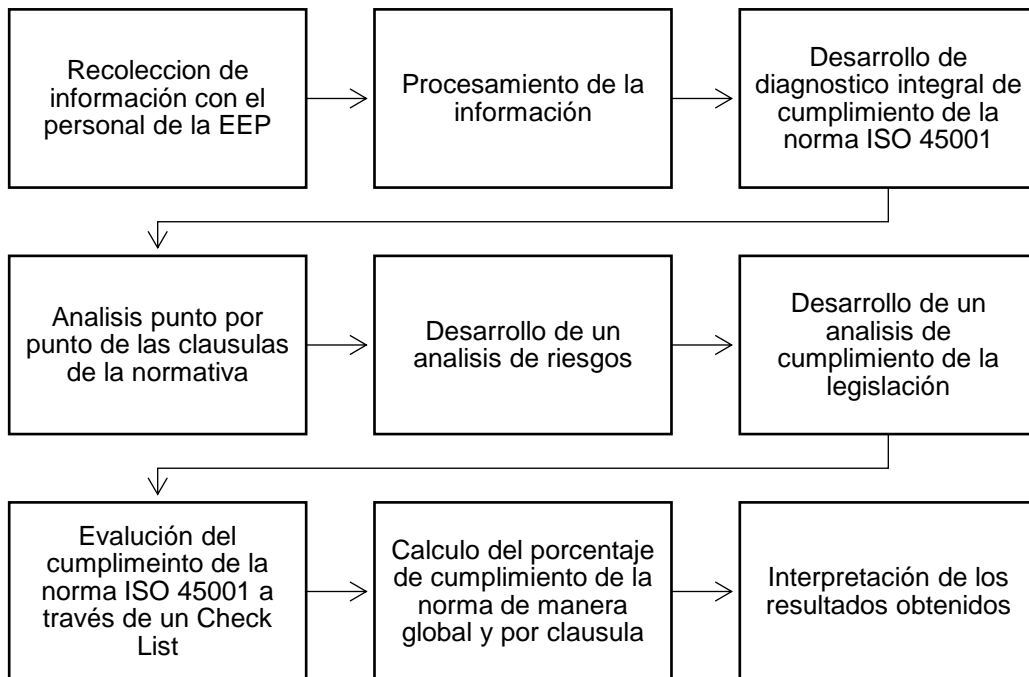 Recoleccion de
información con el
personal de la EEP
Procesamiento de la
información
Desarrollo de
diagnostico integral de
cumplimiento de la
norma ISO 45001
Analisis punto por
punto de las clausulas
de la normativa
Desarrollo de un
analisis de riesgos
Desarrollo de un
analisis de
cumplimiento de la
legislación
Evalución del
cumplimeinto de la
norma ISO 45001 a
través de un Check
List
Calculo del porcentaje
de cumplimiento de la
norma de manera
global y por clausula
Interpretación de los
resultados obtenidos